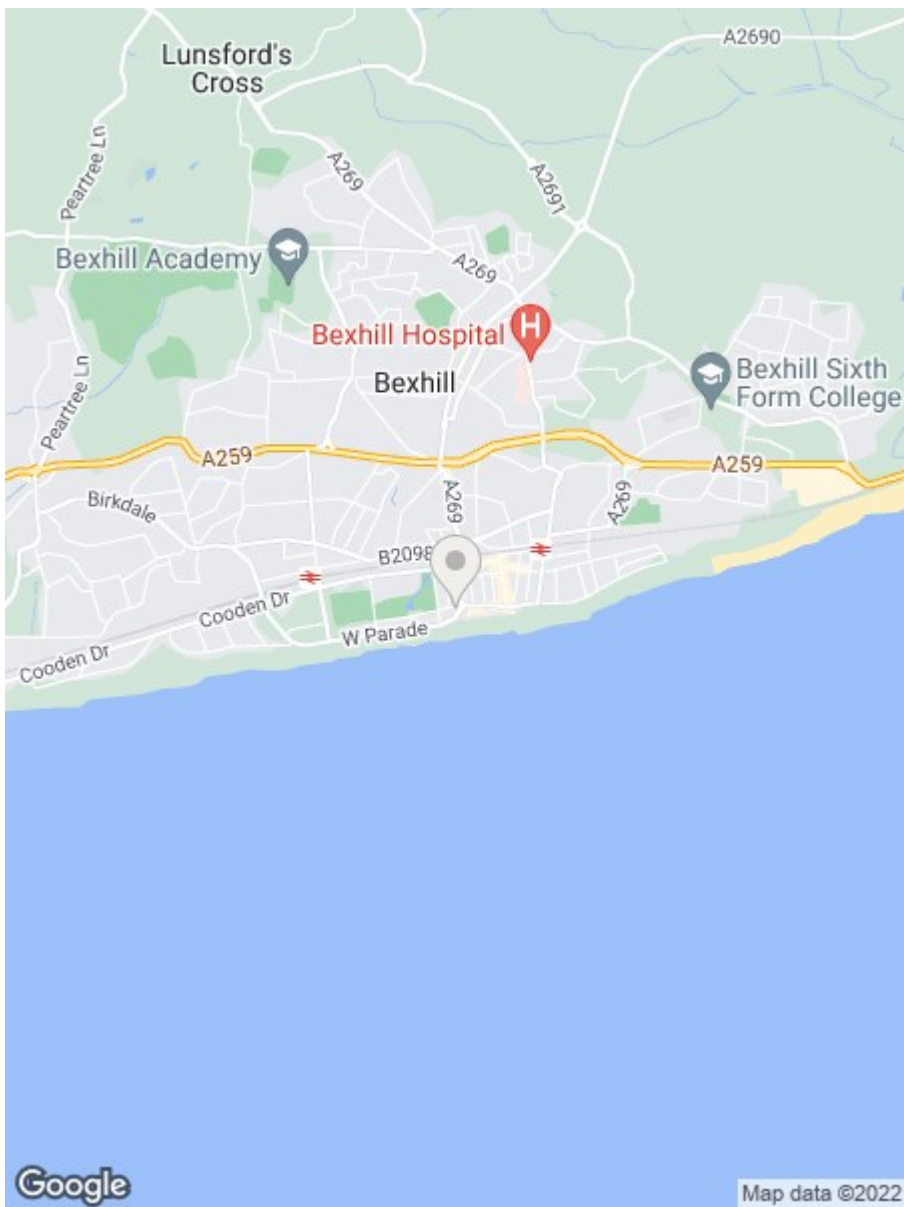 A2690
Lunsford's
Cross
Peartree Ln
A269
A2691
Bexhill Academy
A269
H
Bexhill Hospital
Bexhill
Bexhill Sixth
Form College
Peartree Ln
A259
A259
Birkdale
A269
A269
B2098
Cooden Dr
W Parade
Cooden Dr
Google
Map data ©2022